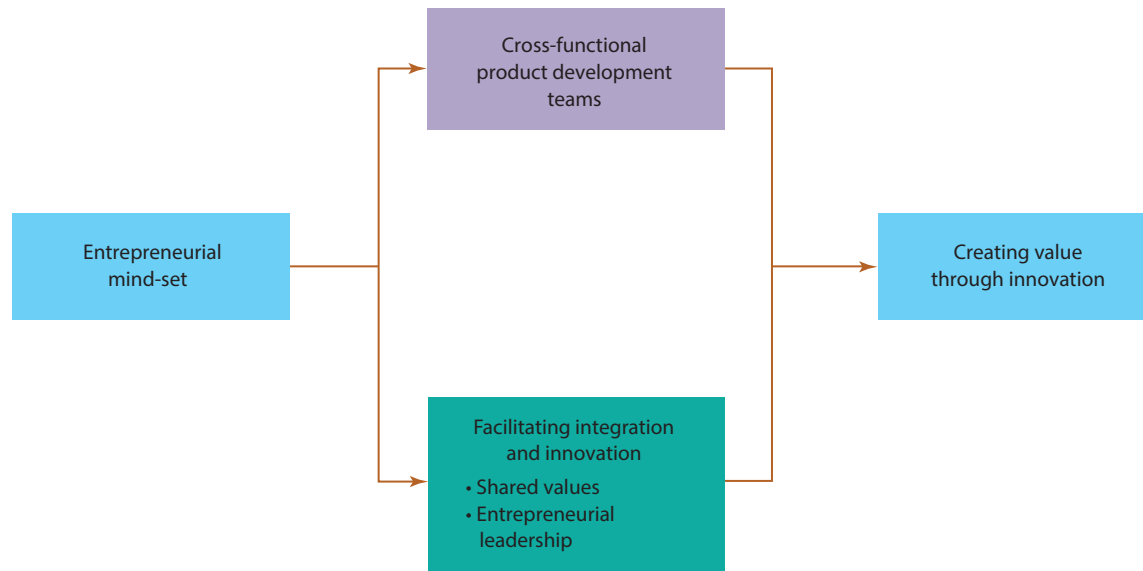 Cross-functional
product development
teams
Entrepreneurial
mind-set
Creating value
through innovation
Facilitating integration
and innovation
• Shared values
• Entrepreneurial
leadership